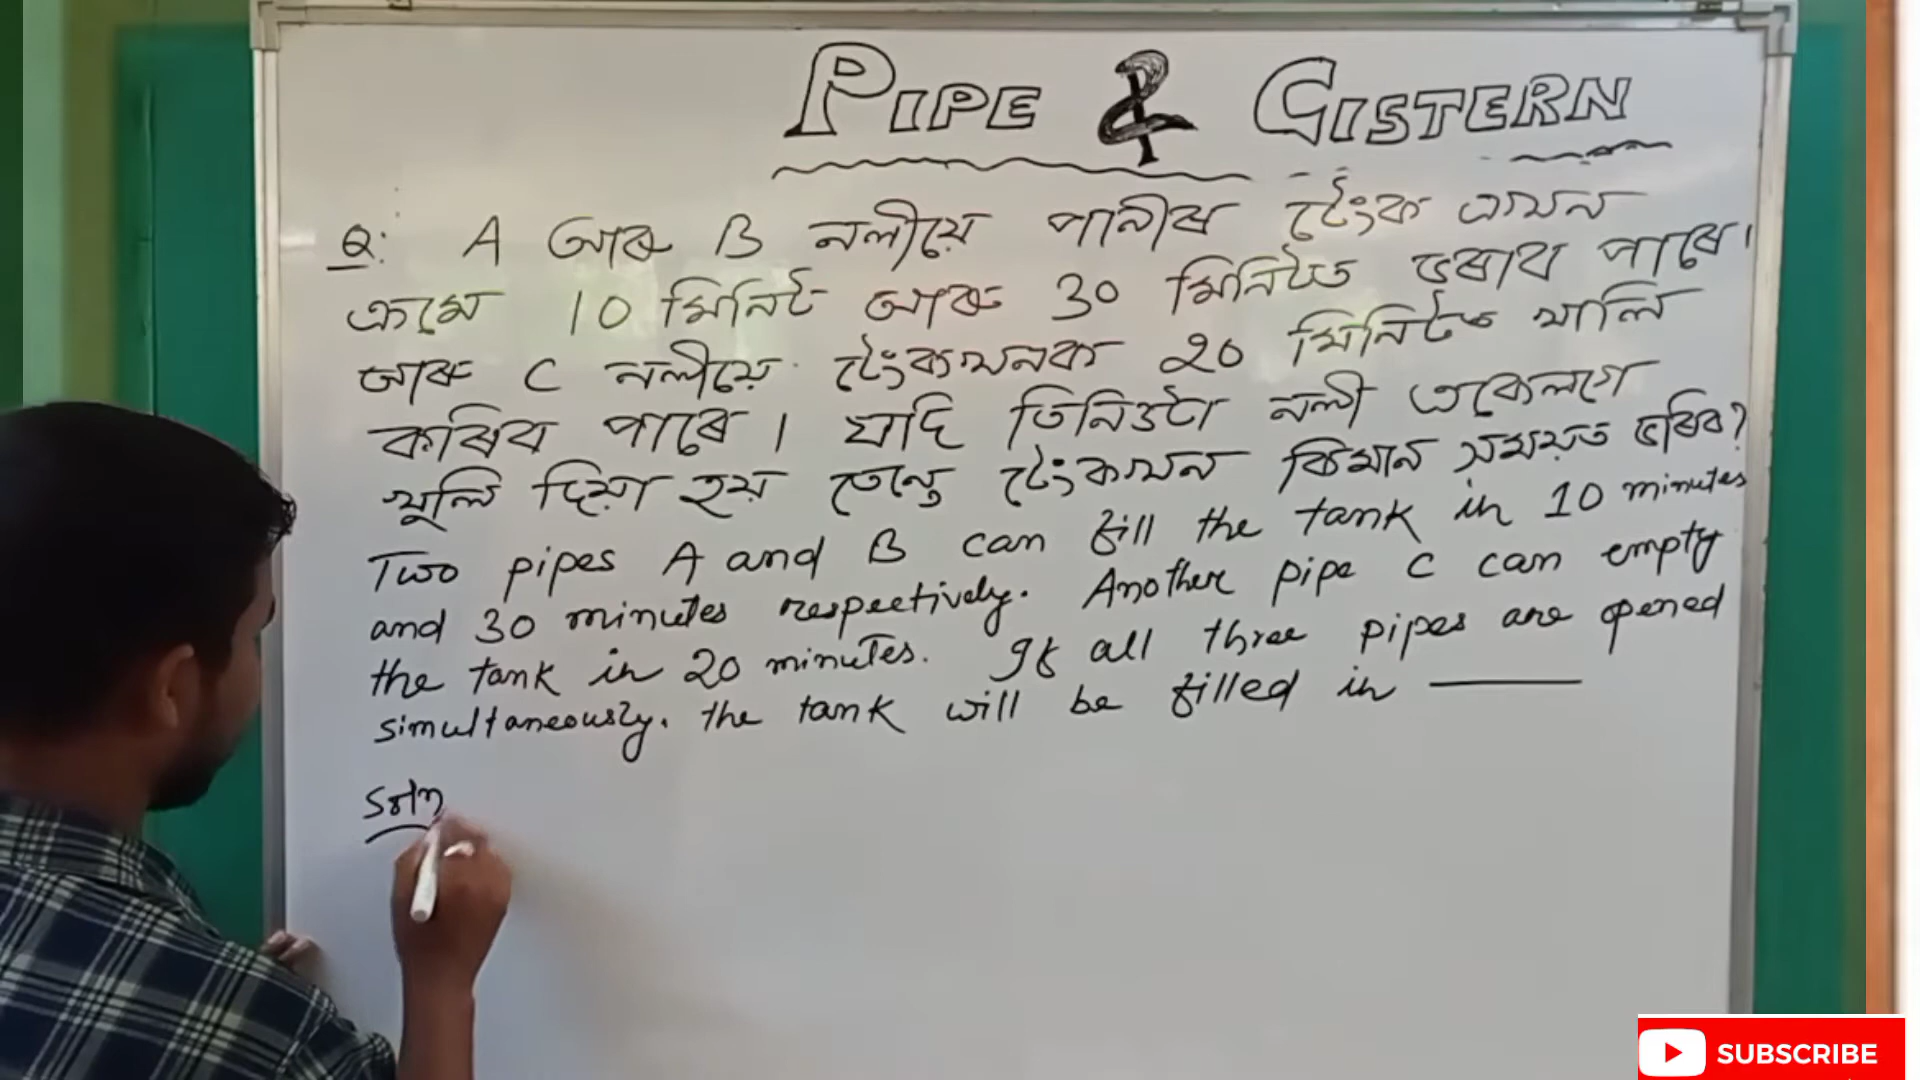 PIPE & CISTERN
Q: A আৰু B নলীয়ে পানীৰ টেংক এখন
ক্ৰমে 10 মিনিট আৰু 30 মিনিটত ভৰাব পাৰে।
আৰু C নলীয়ে টেংকখনক 20 মিনিটত খালি
কৰিব পাৰে। যদি তিনিওটা নলী একেলগে
খুলি দিয়া হয় তেন্তে টেংকখন কিমান সময়ত ভৰিব?
Two pipes A and B can fill the tank in 10 minutes
and 30 minutes respectively. Another pipe C can empty
the tank in 20 minutes. If all three pipes are opened
simultaneously. the tank will be filled in ———
Soln
SUBSCRIBE